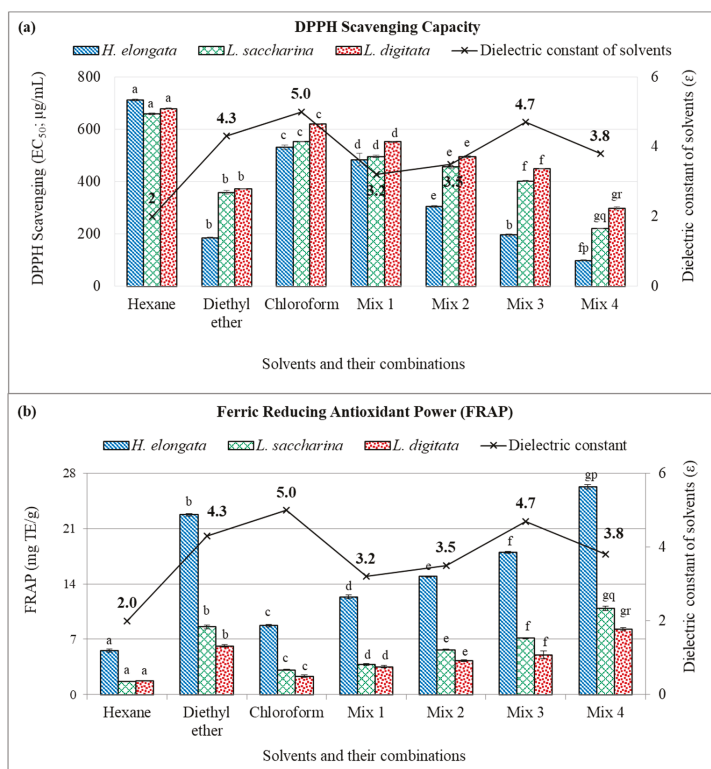 (a)
DPPH Scavenging Capacity
H. elongata L. saccharina L. digitata Dielectric constant of solvents
DPPH Scavenging (EC50; µg/mL)
800
600
400
200
0
a a a
b b b
c c c
d d d
e e e
b f f
fp gq gr
2
4.3
5.0
3.2
3.5
4.7
3.8
6
4
2
0
Dielectric constant of solvents (ε)
Hexane Diethyl ether Chloroform Mix 1 Mix 2 Mix 3 Mix 4
Solvents and their combinations
(b)
Ferric Reducing Antioxidant Power (FRAP)
H. elongata L. saccharina L. digitata Dielectric constant
FRAP (mg TE/g)
28
21
14
7
0
a a a
b b b
c c c
d d d
e e e
f f f
gp gq gr
2.0
4.3
5.0
3.2
3.5
4.7
3.8
6
4
2
0
Dielectric constant of solvents (ε)
Hexane Diethyl ether Chloroform Mix 1 Mix 2 Mix 3 Mix 4
Solvents and their combinations